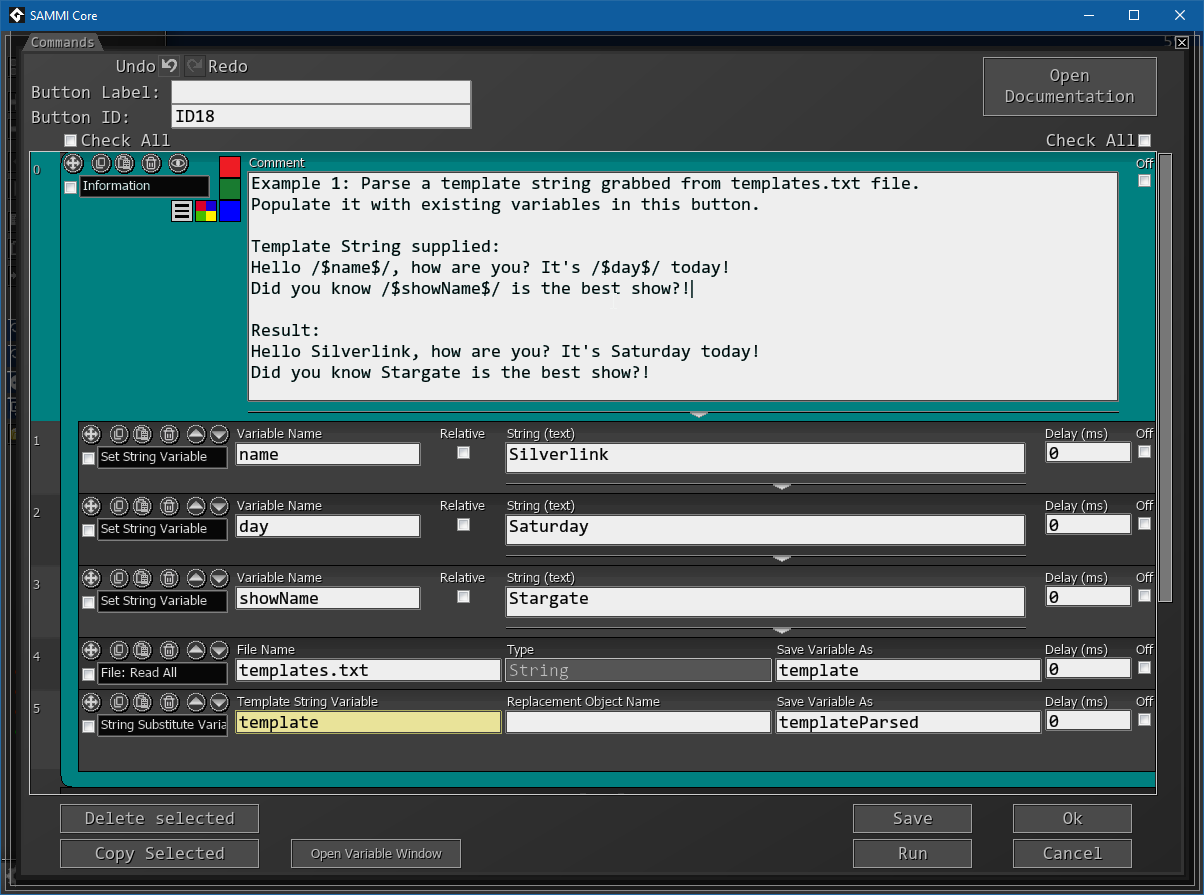 SAMMI Core
Commands
Undo Redo
Open
Documentation
Button Label:
Button ID: ID18
Check All Check All
0 Comment Off
Information
Example 1: Parse a template string grabbed from templates.txt file.
Populate it with existing variables in this button.
Template String supplied:
Hello /$name$/, how are you? It's /$day$/ today!
Did you know /$showName$/ is the best show?!
Result:
Hello Silverlink, how are you? It's Saturday today!
Did you know Stargate is the best show?!
1 Variable Name Relative String (text) Delay (ms) Off
Set String Variable name Silverlink 0
2 Variable Name Relative String (text) Delay (ms) Off
Set String Variable day Saturday 0
3 Variable Name Relative String (text) Delay (ms) Off
Set String Variable showName Stargate 0
4 File Name Type Save Variable As Delay (ms) Off
File: Read All templates.txt String template 0
5 Template String Variable Replacement Object Name Save Variable As Delay (ms) Off
String Substitute Varia template templateParsed 0
Delete selected Save Ok
Copy Selected Open Variable Window Run Cancel